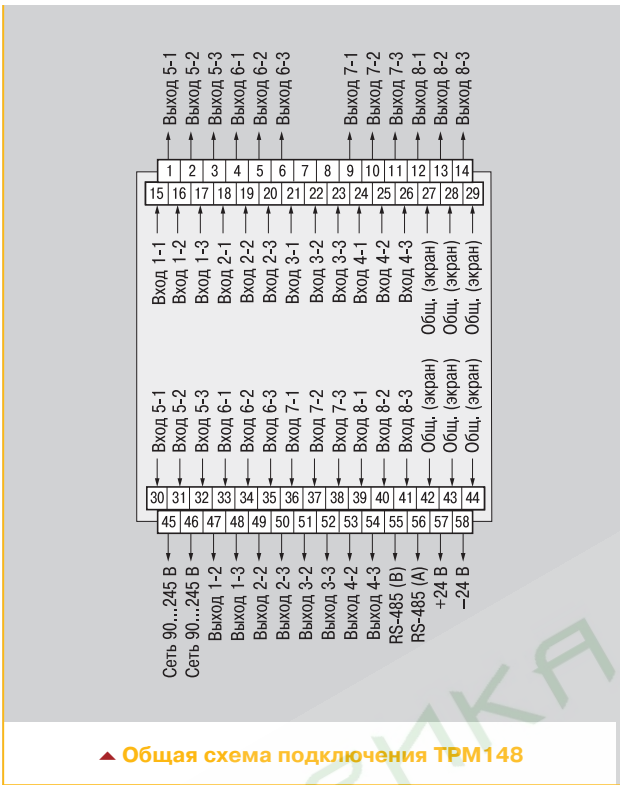 Выход 5-1
Выход 5-2
Выход 5-3
Выход 6-1
Выход 6-2
Выход 6-3
Выход 7-1
Выход 7-2
Выход 7-3
Выход 8-1
Выход 8-2
Выход 8-3
1 2 3 4 5 6 7 8 9 10 11 12 13 14
15 16 17 18 19 20 21 22 23 24 25 26 27 28 29
Вход 1-1
Вход 1-2
Вход 1-3
Вход 2-1
Вход 2-2
Вход 2-3
Вход 3-1
Вход 3-2
Вход 3-3
Вход 4-1
Вход 4-2
Вход 4-3
Общ. (экран)
Общ. (экран)
Общ. (экран)
Вход 5-1
Вход 5-2
Вход 5-3
Вход 6-1
Вход 6-2
Вход 6-3
Вход 7-1
Вход 7-2
Вход 7-3
Вход 8-1
Вход 8-2
Вход 8-3
Общ. (экран)
Общ. (экран)
Общ. (экран)
30 31 32 33 34 35 36 37 38 39 40 41 42 43 44
45 46 47 48 49 50 51 52 53 54 55 56 57 58
Сеть 90...245 В
Сеть 90...245 В
Выход 1-2
Выход 1-3
Выход 2-2
Выход 2-3
Выход 3-2
Выход 3-3
Выход 4-2
Выход 4-3
RS-485 (B)
RS-485 (A)
+24 В
–24 В
Общая схема подключения ТРМ148